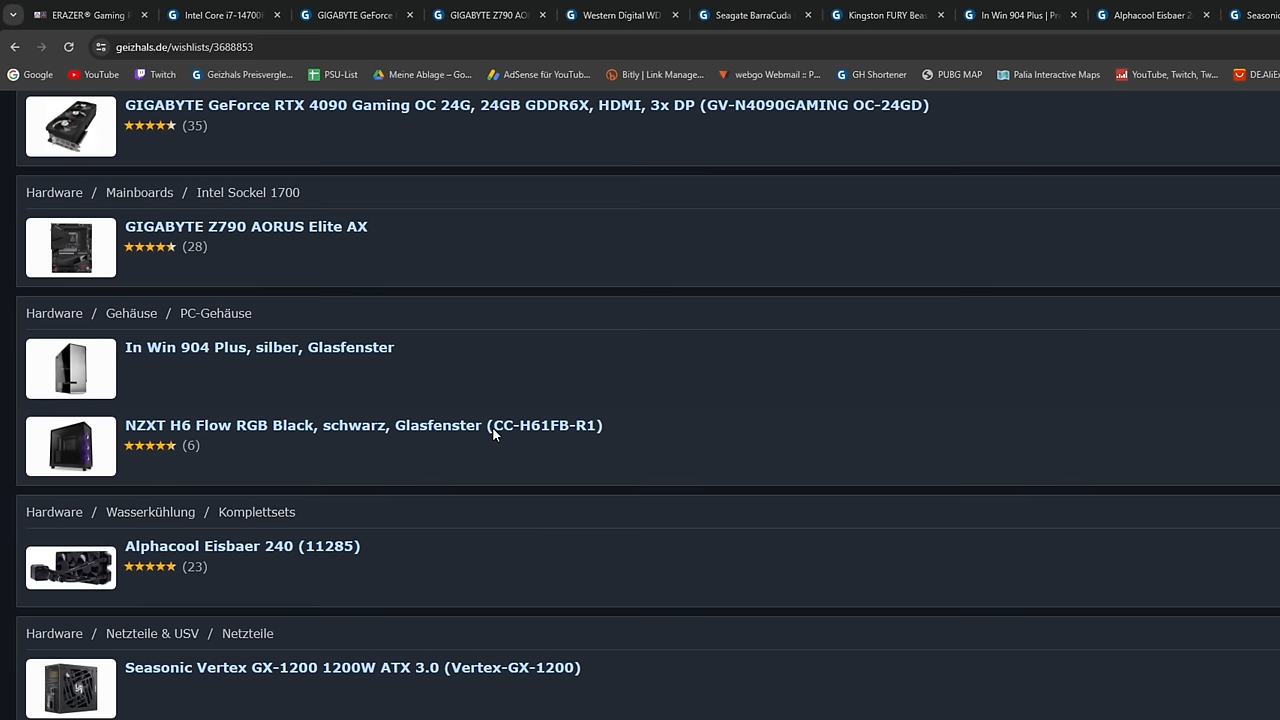 ERAZER® Gaming P
Intel Core i7-14700
GIGABYTE GeForce
GIGABYTE Z790 AO
Western Digital WD
Seagate BarraCuda
Kingston FURY Beas
In Win 904 Plus | Pr
Alphacool Eisbaer 2
Seasonic
geizhals.de/wishlists/3688853
Google
YouTube
Twitch
Geizhals Preisvergle...
PSU-List
Meine Ablage – Go...
AdSense für YouTub...
Bitly | Link Manage...
webgo Webmail :: P...
GH Shortener
PUBG MAP
Palia Interactive Maps
YouTube, Twitch, Tw...
DE.AliE
GIGABYTE GeForce RTX 4090 Gaming OC 24G, 24GB GDDR6X, HDMI, 3x DP (GV-N4090GAMING OC-24GD)
(35)
Hardware / Mainboards / Intel Sockel 1700
GIGABYTE Z790 AORUS Elite AX
(28)
Hardware / Gehäuse / PC-Gehäuse
In Win 904 Plus, silber, Glasfenster
NZXT H6 Flow RGB Black, schwarz, Glasfenster (CC-H61FB-R1)
(6)
Hardware / Wasserkühlung / Komplettsets
Alphacool Eisbaer 240 (11285)
(23)
Hardware / Netzteile & USV / Netzteile
Seasonic Vertex GX-1200 1200W ATX 3.0 (Vertex-GX-1200)